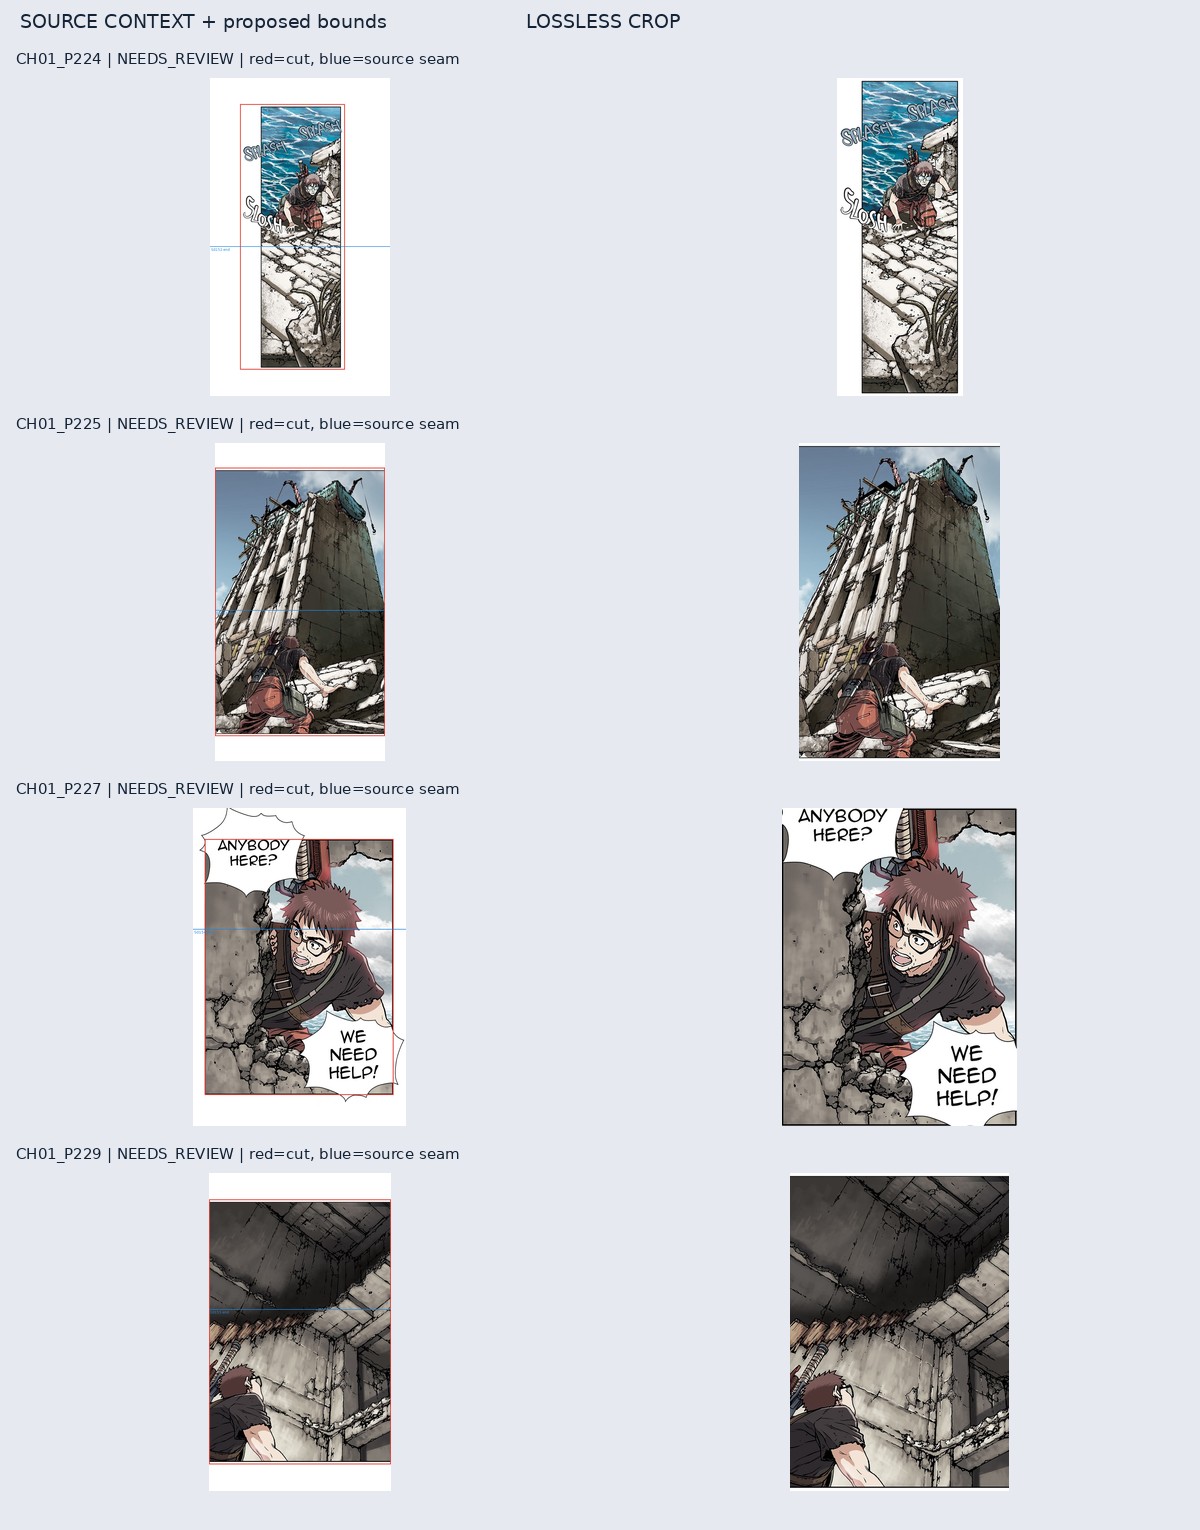 SOURCE CONTEXT + proposed bounds
LOSSLESS CROP
CH01_P224 | NEEDS_REVIEW | red=cut, blue=source seam
SPLASH
SPLASH
SLOSH
SPLASH
SPLASH
SLOSH
CH01_P225 | NEEDS_REVIEW | red=cut, blue=source seam
CH01_P227 | NEEDS_REVIEW | red=cut, blue=source seam
ANYBODY
HERE?
WE
NEED
HELP!
ANYBODY
HERE?
WE
NEED
HELP!
CH01_P229 | NEEDS_REVIEW | red=cut, blue=source seam